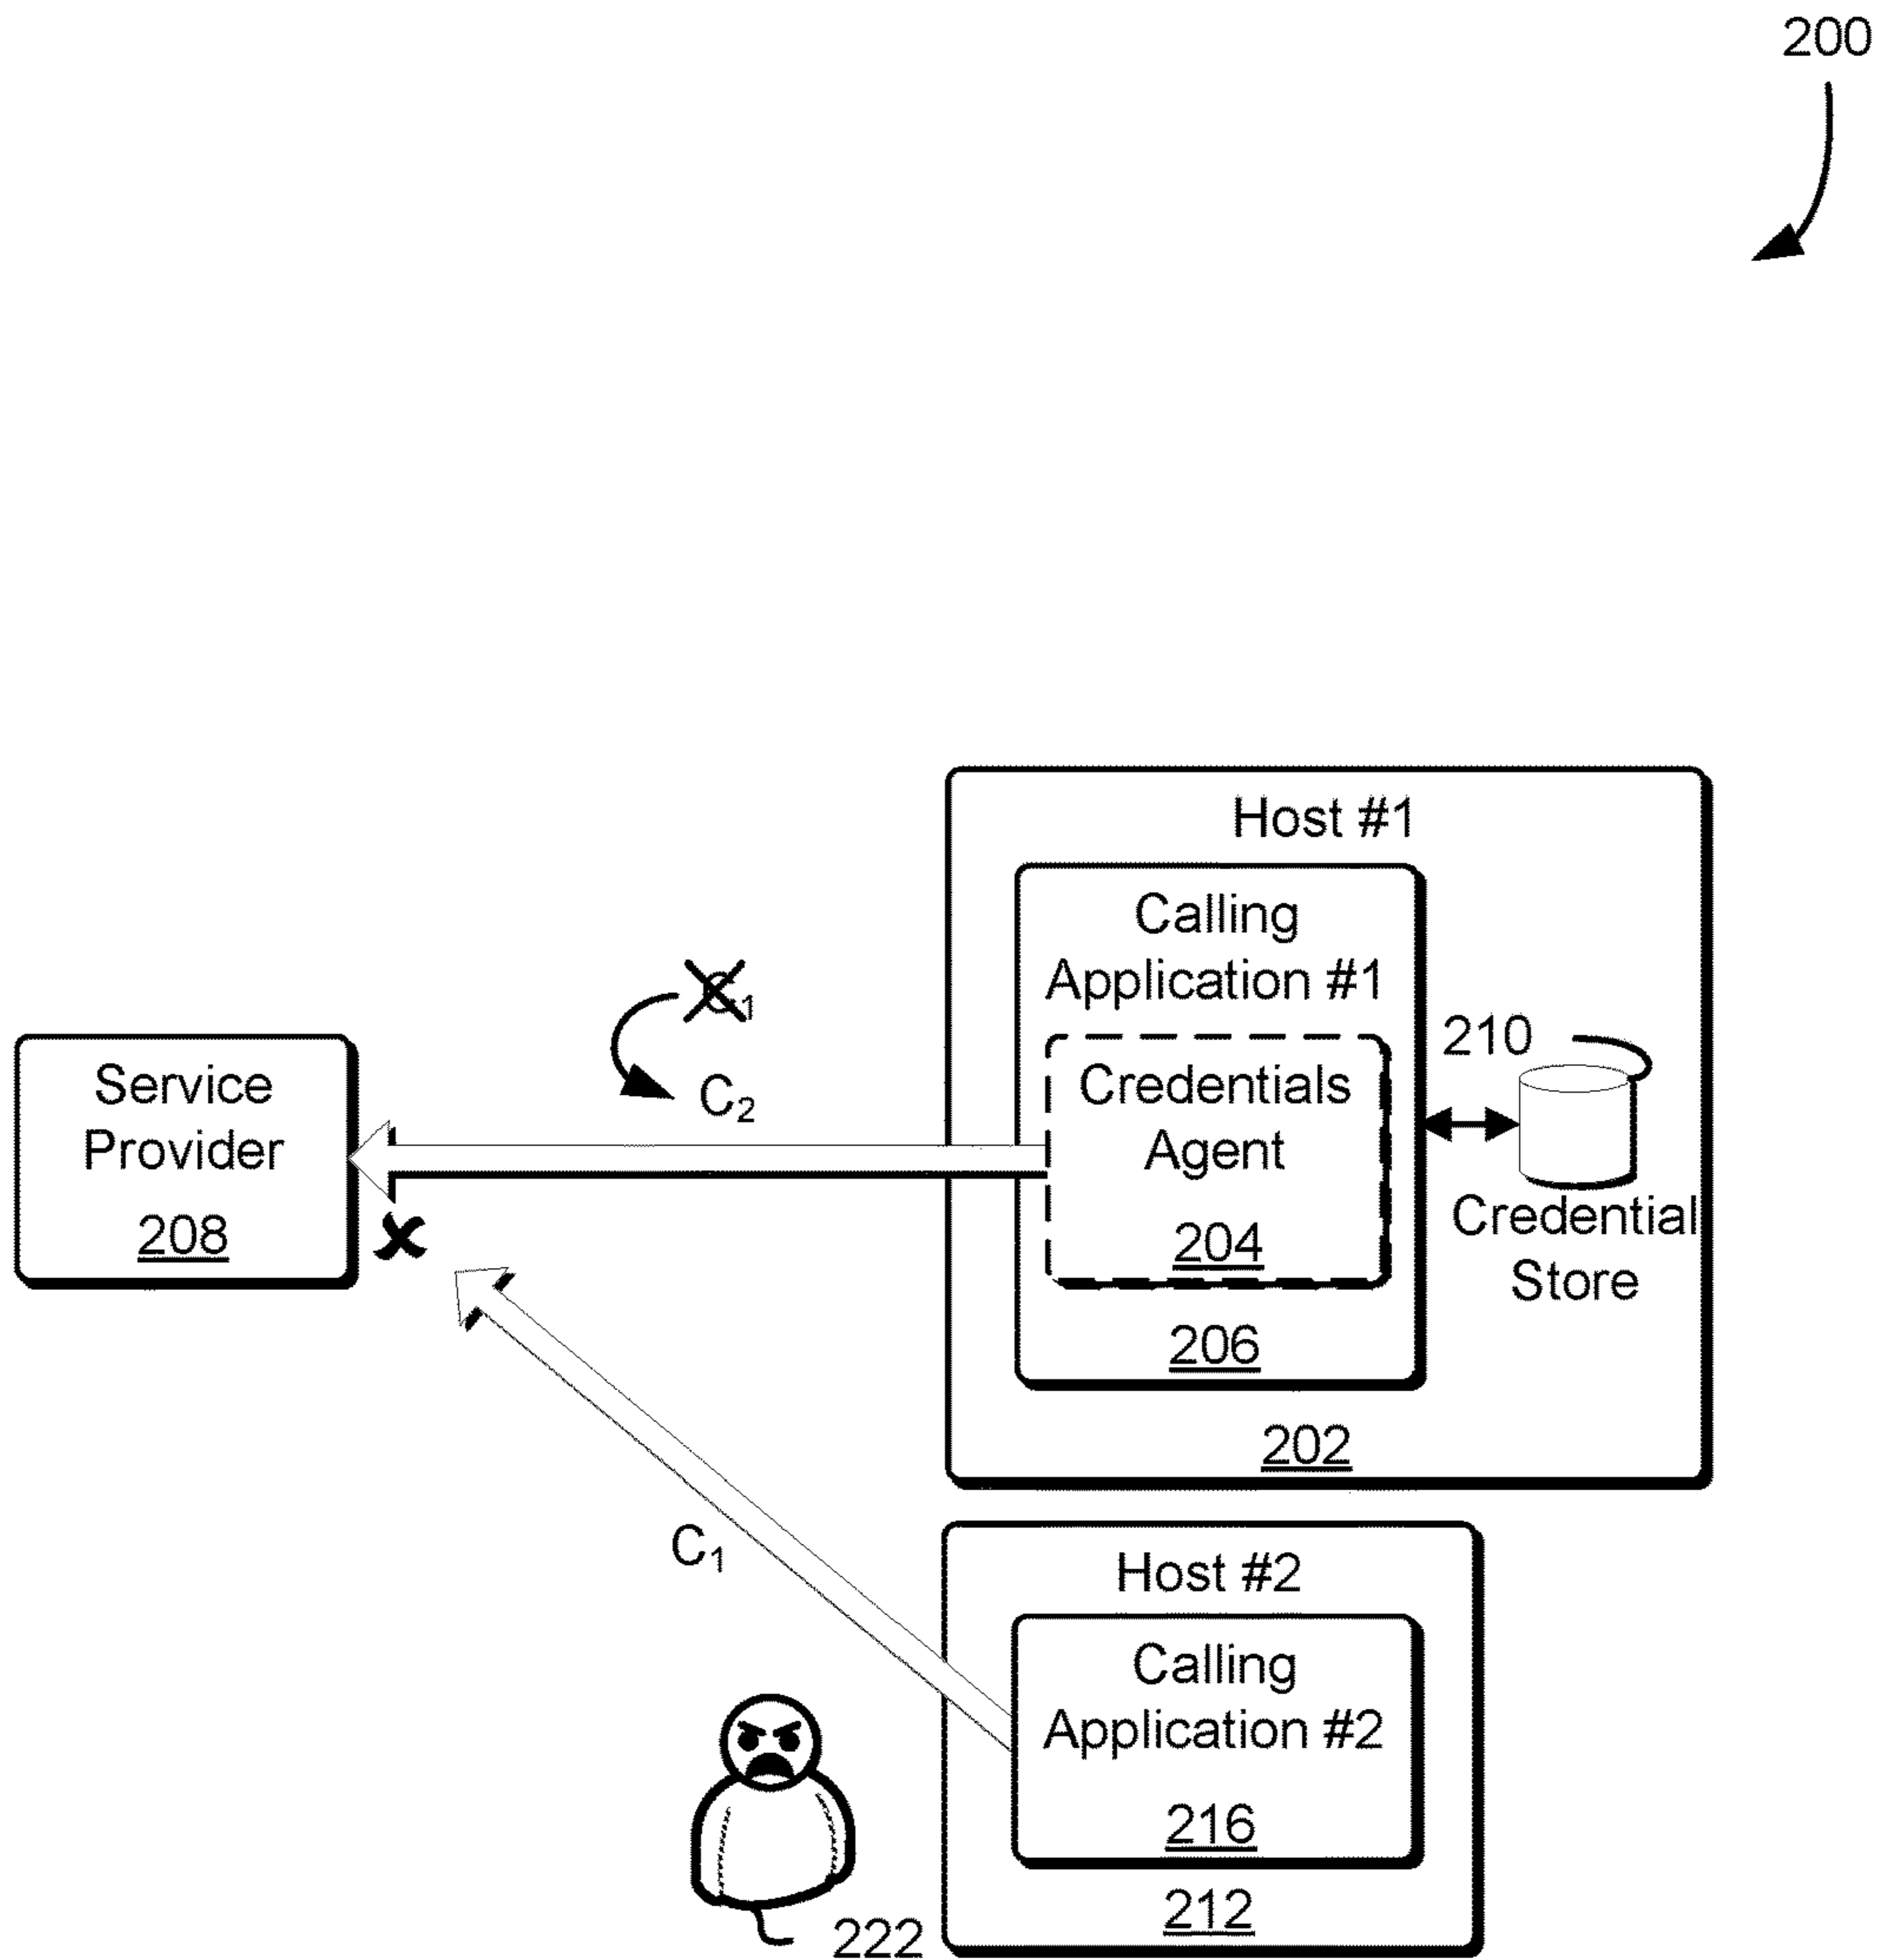 200
Host #1
Calling
Application #1
Credentials
Agent
204
206
210
Credential
Store
202
C₁
C₂
Service
Provider
208
C₁
Host #2
Calling
Application #2
216
212
222